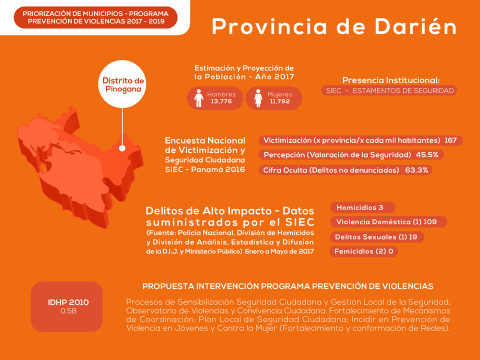 PRIORIZACIÓN DE MUNICIPIOS - PROGRAMA
PREVENCIÓN DE VIOLENCIAS 2017 - 2019
Provincia de Darién
Distrito de
Pinogana
Estimación y Proyección de
la Población - Año 2017
Hombres
13,776
Mujeres
11,792
Presencia Institucional:
SIEC - ESTAMENTOS DE SEGURIDAD
Encuesta Nacional
de Victimización y
Seguridad Ciudadana
SIEC - Panamá 2016
Victimización (x provincia/x cada mil habitantes) 167
Percepción (Valoración de la Seguridad) 45.5%
Cifra Oculta (Delitos no denunciados) 63.3%
Delitos de Alto Impacto - Datos
suministrados por el SIEC
(Fuente: Policía Nacional, División de Homicidos
y División de Análisis, Estadística y Difusión
de la D.I.J. y Ministerio Público) Enero a Mayo de 2017
Homicidios 3
Violencia Doméstica (1) 109
Delitos Sexuales (1) 19
Femicidios (2) 0
IDHP 2010
0.58
PROPUESTA INTERVENCIÓN PROGRAMA PREVENCIÓN DE VIOLENCIAS
Procesos de Sensibilización Seguridad Ciudadana y Gestión Local de la Seguridad;
Observatorio de Violencias y Convivencia Ciudadana; Fortalecimiento de Mecanismos
de Coordinación; Plan Local de Seguridad Ciudadana; Incidir en Prevención de
Violencia en Jóvenes y Contra la Mujer (Fortalecimiento y conformación de Redes).